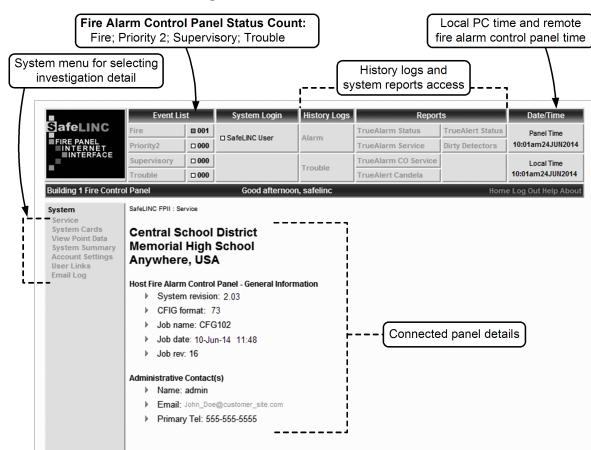 Fire Alarm Control Panel Status Count:
Fire; Priority 2; Supervisory; Trouble
Local PC time and remote
fire alarm control panel time
System menu for selecting
investigation detail
History logs and
system reports access
SafeLINC
FIRE PANEL
INTERNET
INTERFACE
Event List
System Login
History Logs
Reports
Date/Time
Fire
001
SafeLINC User
Alarm
TrueAlarm Status
TrueAlert Status
Panel Time
Priority2
000
TrueAlarm Service
Dirty Detectors
10:01am24JUN2014
Supervisory
000
Trouble
TrueAlarm CO Service
Local Time
Trouble
000
TrueAlert Candela
10:01am24JUN2014
Building 1 Fire Control Panel
Good afternoon, safelinc
Home Log Out Help About
System
Service
System Cards
View Point Data
System Summary
Account Settings
User Links
Email Log
SafeLINC FPII : Service
Central School District
Memorial High School
Anywhere, USA
Host Fire Alarm Control Panel - General Information
System revision: 2.03
CFIG format: 73
Job name: CFG102
Job date: 10-Jun-14 11:48
Job rev: 16
Connected panel details
Administrative Contact(s)
Name: admin
Email: John_Doe@customer_site.com
Primary Tel: 555-555-5555